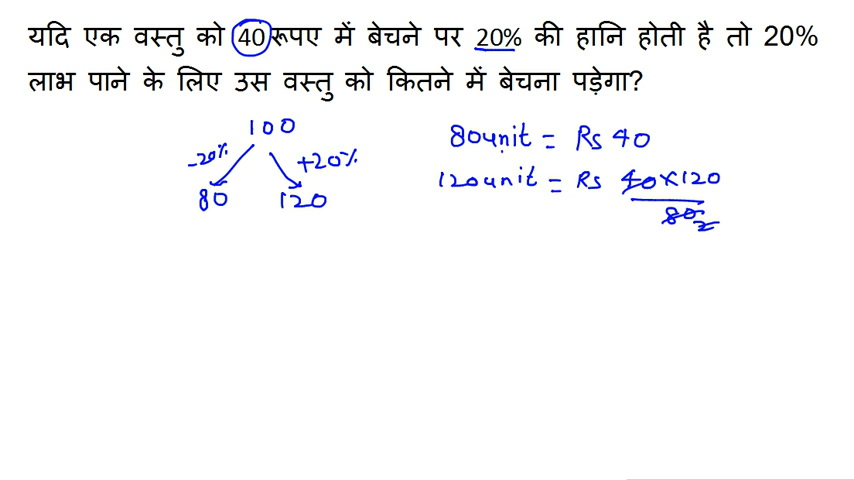 यदि एक वस्तु को 40 रूपए में बेचने पर 20% की हानि होती है तो 20%
लाभ पाने के लिए उस वस्तु को कितने में बेचना पड़ेगा?
100
-20% +20%
80 120
80unit = Rs 40
120unit = Rs 40×120
80 2